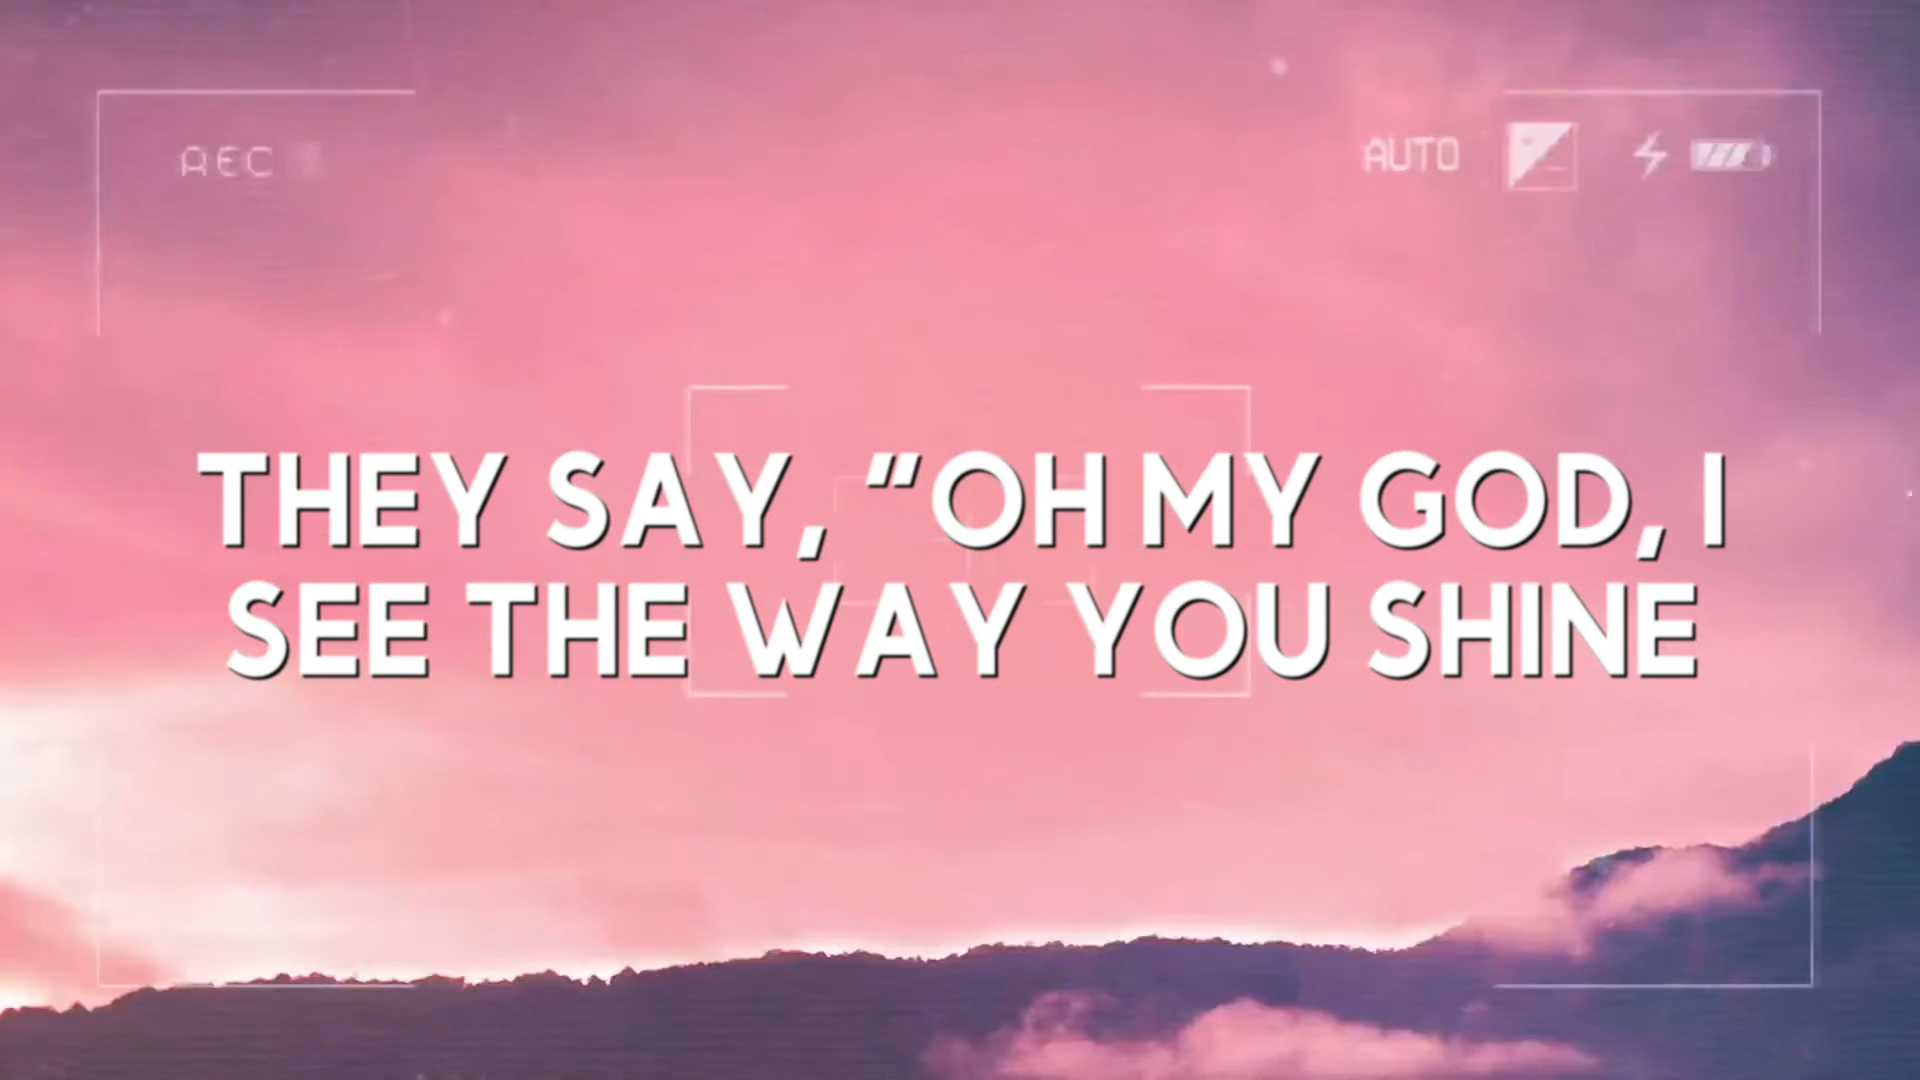 REC
AUTO
THEY SAY, “OH MY GOD, I
SEE THE WAY YOU SHINE